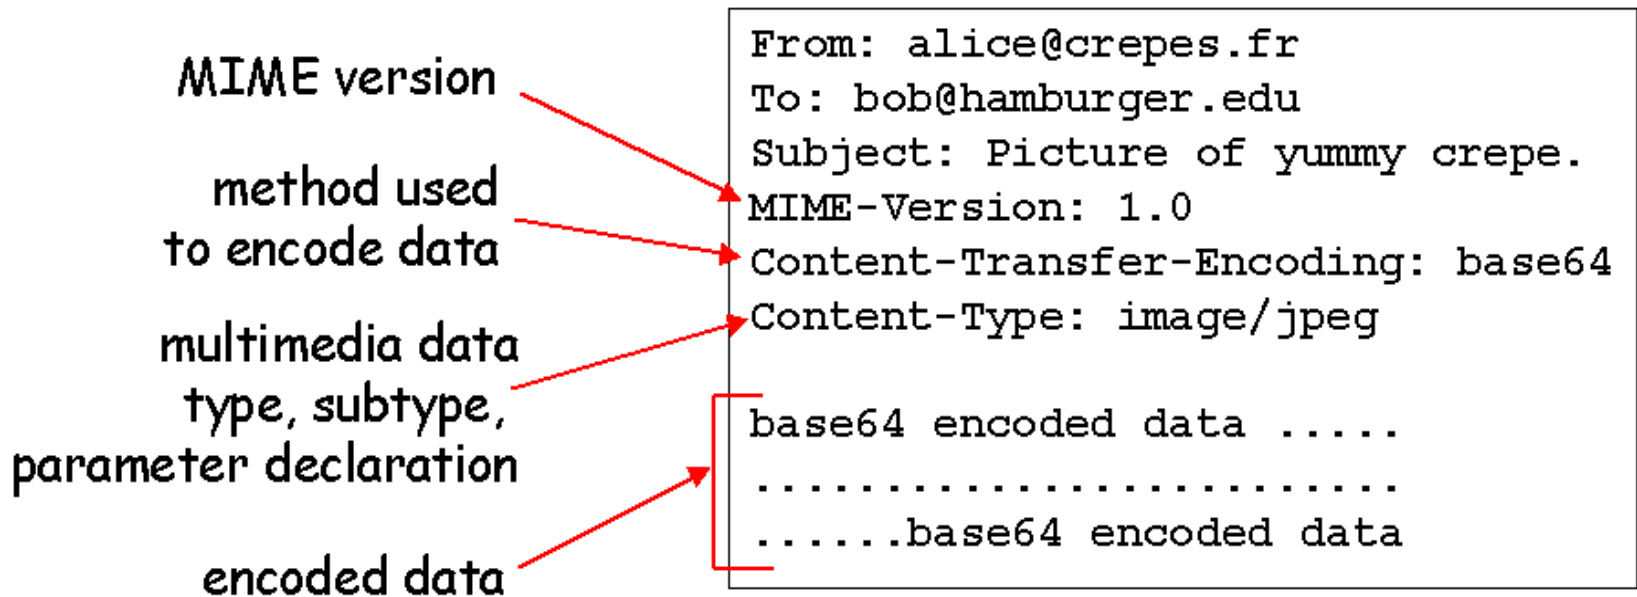 MIME version
method used
to encode data
multimedia data
type, subtype,
parameter declaration
encoded data
From: alice@crepes.fr
To: bob@hamburger.edu
Subject: Picture of yummy crepe.
MIME-Version: 1.0
Content-Transfer-Encoding: base64
Content-Type: image/jpeg
base64 encoded data .....
.........................
......base64 encoded data